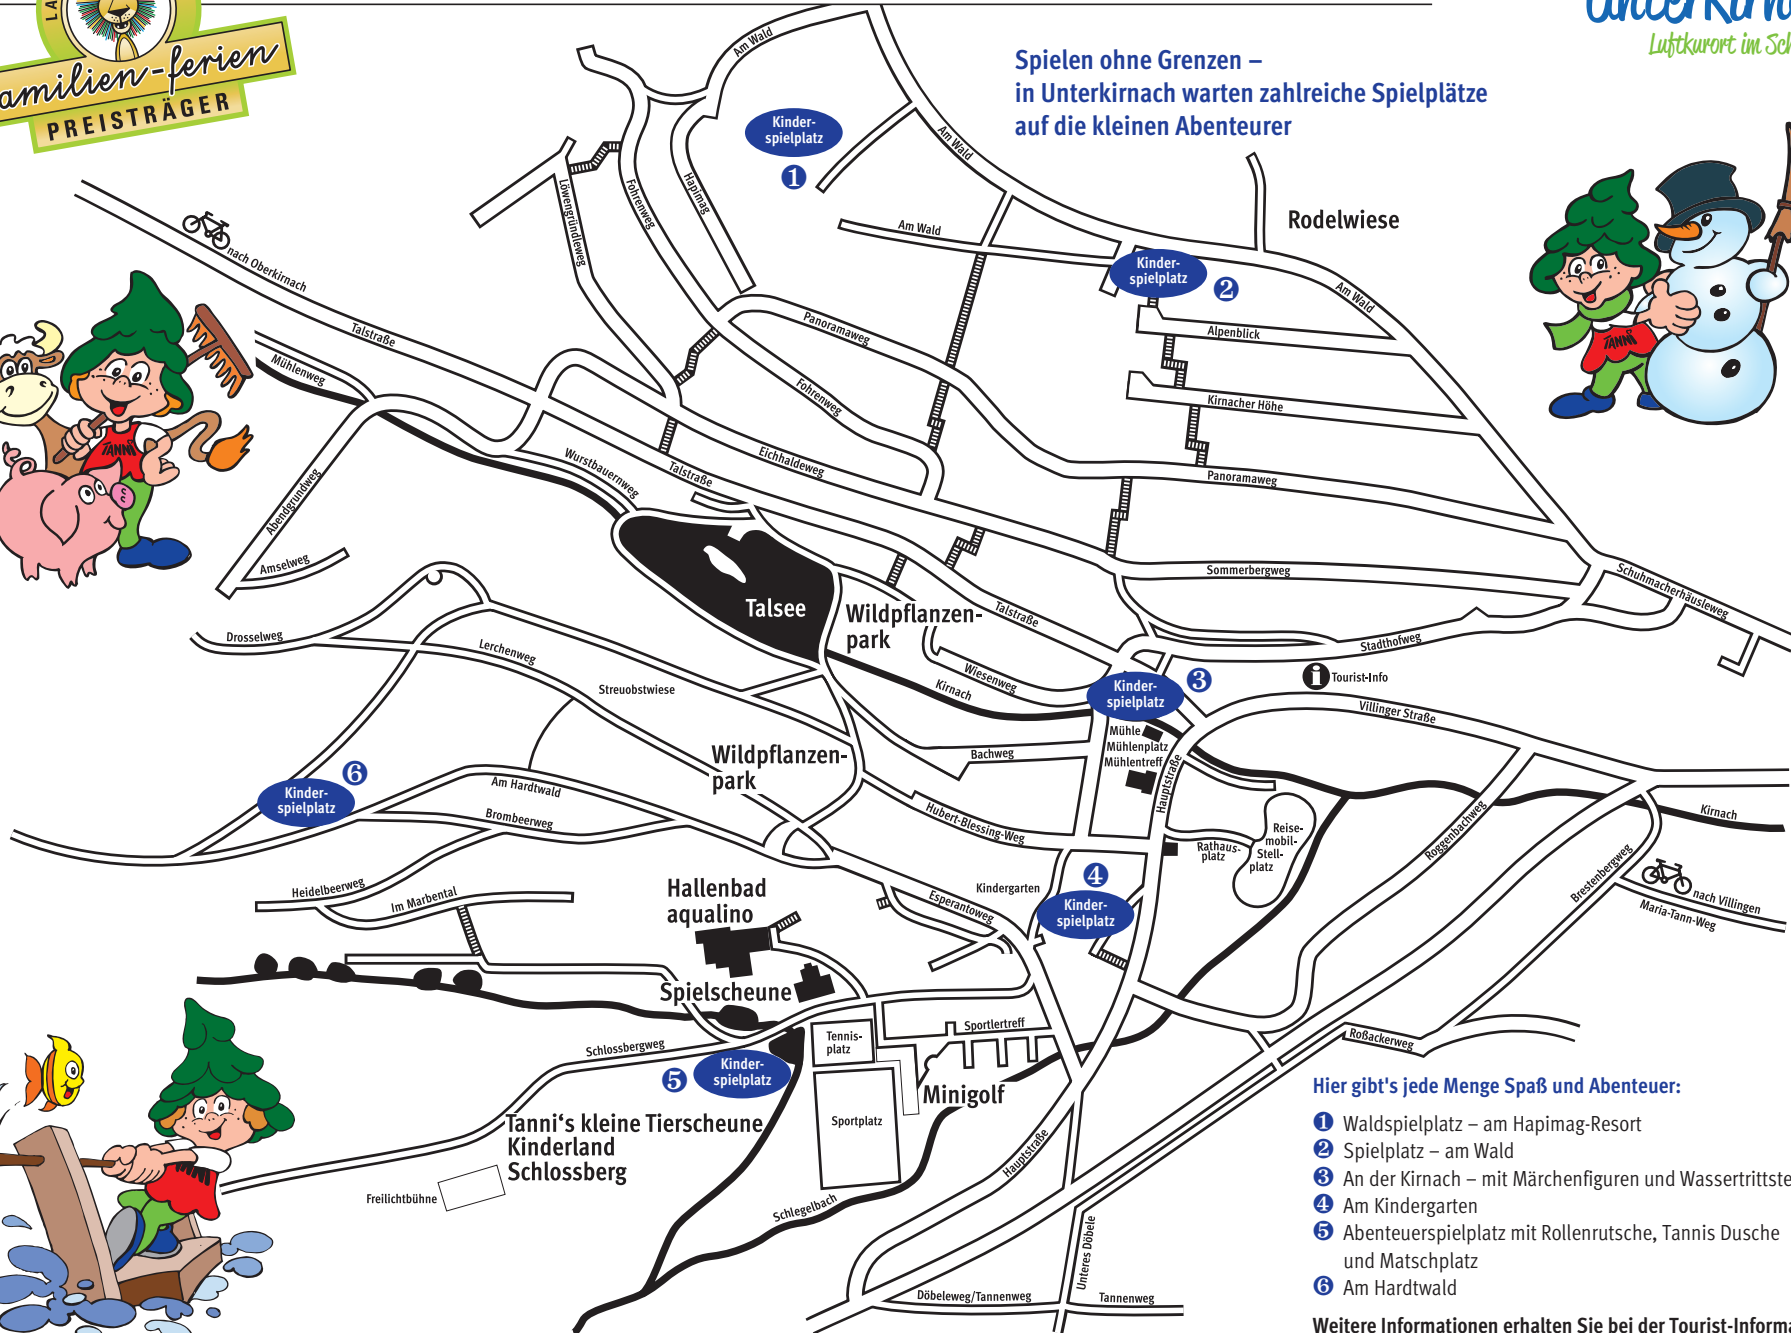 PREISTRÄGER
Luftkurort im
Spielen ohne Grenzen –
in Unterkirnach warten zahlreiche Spielplätze
auf die kleinen Abenteurer
Am Wald
Kinder-
spielplatz
1
Am Wald
Hapimag
Fohrenweg
Löwengründleweg
Am Wald
Rodelwiese
Kinder-
spielplatz
2
Am Wald
nach Oberkirnach
Talstraße
Mühlenweg
Panoramaweg
Alpenblick
Fohrenweg
Kirnacher Höhe
TANNI
TANNI
Eichhaldeweg
Wurstbauernweg
Talstraße
Panoramaweg
Abendgrundweg
Amselweg
Sommerbergweg
Schuhmacherhäusleweg
Talsee
Wildpflanzen-
park
Talstraße
Drosselweg
Lerchenweg
Stadthofweg
Wiesenweg
Kirnach
Kinder-
spielplatz
3
i
Tourist-Info
Streuobstwiese
Villinger Straße
Mühle
Mühlenplatz
Mühlentreff
Bachweg
Wildpflanzen-
park
Hauptstraße
6
Kinder-
spielplatz
Am Hardtwald
Brombeerweg
Hubert-Blessing-Weg
Kirnach
Reise-
mobil-
Stell-
platz
Rathaus-
platz
Roggenbachweg
Brestenbergweg
nach Villingen
Maria-Tann-Weg
Heidelbeerweg
Im Marbental
Hallenbad
aqualino
Kindergarten
4
Kinder-
spielplatz
Esperantoweg
Spielscheune
Tennis-
platz
Sportlertreff
Roßackerweg
Schlossbergweg
5
Kinder-
spielplatz
Minigolf
Sportplatz
Tanni‘s kleine Tierscheune
Kinderland
Schlossberg
Freilichtbühne
Hauptstraße
Schlegelbach
Unteres Döbele
Döbeleweg/Tannenweg
Tannenweg
Hier gibt's jede Menge Spaß und Abenteuer:
1 Waldspielplatz – am Hapimag-Resort
2 Spielplatz – am Wald
3 An der Kirnach – mit Märchenfiguren und
4 Am Kindergarten
5 Abenteuerspielplatz mit Rollenrutsche, Tannis Dusche
und Matschplatz
6 Am Hardtwald
Weitere Informationen erhalten Sie bei der